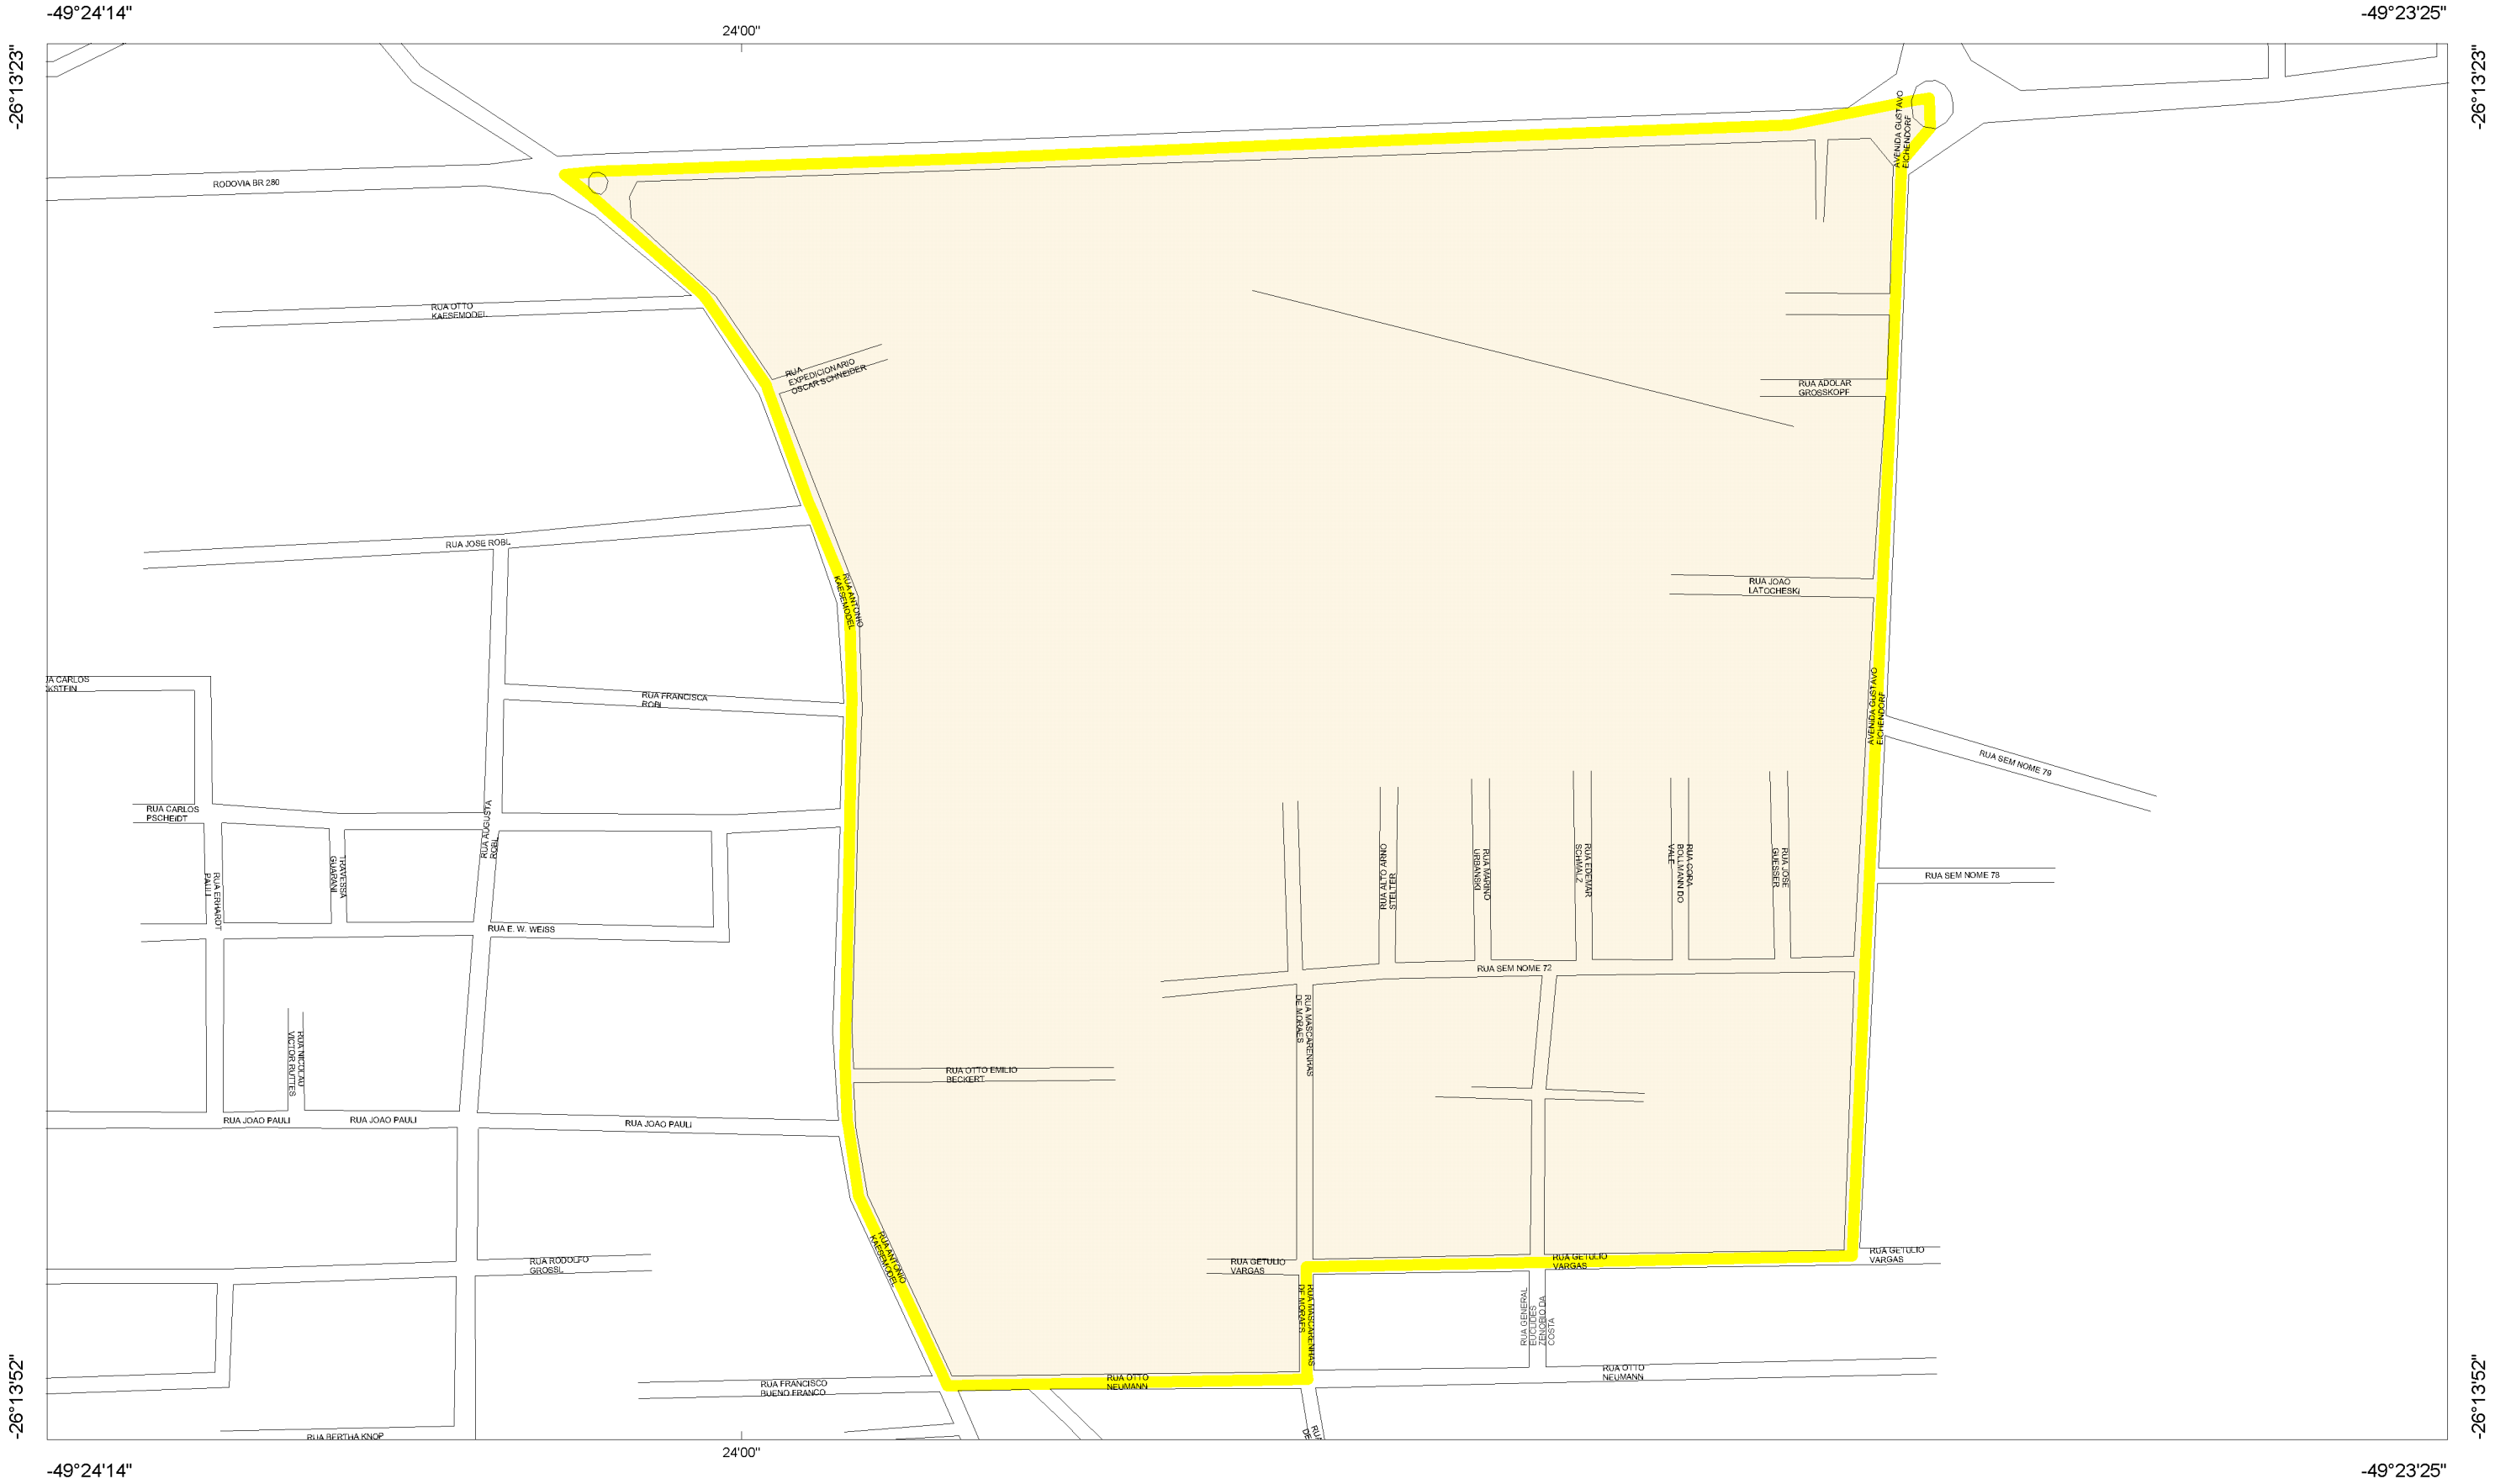 -49°24'14"
-49°23'25"
24'00"
-26°13'23"
-26°13'23"
AVENIDA GUSTAVO
EICHENDORF
RODOVIA BR 280
RUA OTTO
KAESEMODEL
RUA
EXPEDICIONARIO
OSCAR SCHNEIDER
RUA ADOLAR
GROSSKOPF
RUA JOSE ROBL
RUA ANTONIO
KAESEMODEL
RUA JOAO
LATOCHESKI
JA CARLOS
KSTEIN
RUA FRANCISCA
ROBL
AVENIDA GUSTAVO
EICHENDORF
RUA SEM NOME 79
RUA CARLOS
PSCHEIDT
RUA AUGUSTA
ROBL
TRAVESSA
GUARANI
RUA ERHARDT
PAULI
RUA ALTO ARNO
STELTER
RUA MARINO
URBANSKI
RUA EDEMAR
SCHMALZ
RUA CORA
BOLLMANN DO
VALE
RUA JOSE
GUESSER
RUA SEM NOME 78
RUA E. W. WEISS
RUA SEM NOME 72
RUA MASCARENHAS
DE MORAES
RUA NICOLAU
VICTOR RUTTES
RUA OTTO EMILIO
BECKERT
RUA JOAO PAULI
RUA JOAO PAULI
RUA JOAO PAULI
RUA ANTONIO
KAESEMODEL
RUA RODOLFO
GROSSL
RUA GETULIO
VARGAS
RUA GETULIO
VARGAS
RUA GETULIO
VARGAS
RUA MASCARENHAS
DE MORAES
RUA GENERAL
EUCLIDES
ZENOBIO DA
COSTA
RUA FRANCISCO
BUENO FRANCO
RUA OTTO
NEUMANN
RUA OTTO
NEUMANN
RUA BERTHA KNOP
RUA
DE
-26°13'52"
-26°13'52"
24'00"
-49°24'14"
-49°23'25"